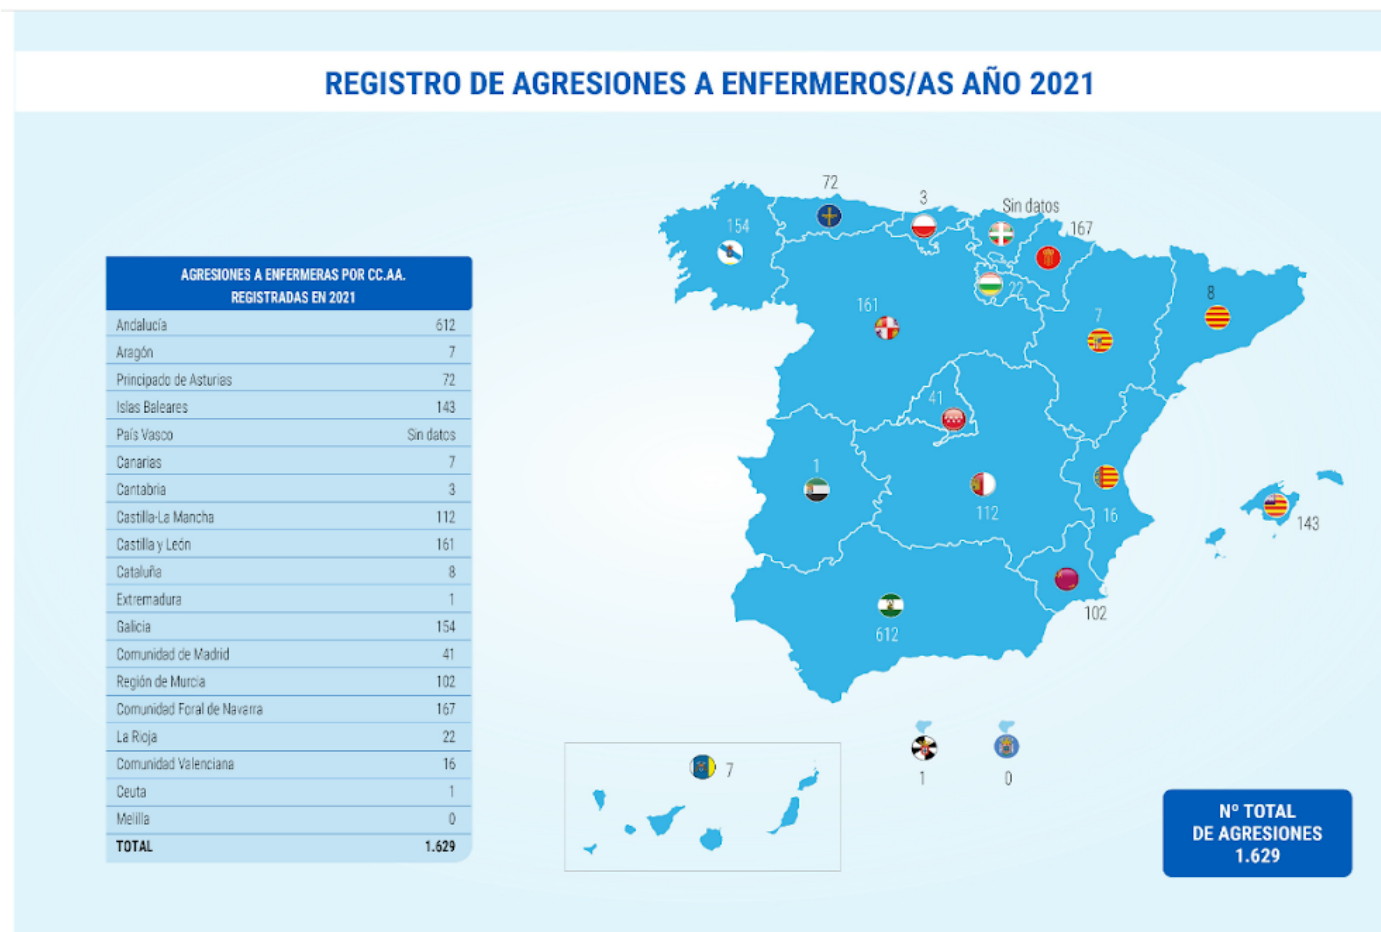 REGISTRO DE AGRESIONES A ENFERMEROS/AS AÑO 2021
AGRESIONES A ENFERMERAS POR CC.AA.
REGISTRADAS EN 2021
Andalucía 612
Aragón 7
Principado de Asturias 72
Islas Baleares 143
País Vasco Sin datos
Canarias 7
Cantabria 3
Castilla-La Mancha 112
Castilla y León 161
Cataluña 8
Extremadura 1
Galicia 154
Comunidad de Madrid 41
Región de Murcia 102
Comunidad Foral de Navarra 167
La Rioja 22
Comunidad Valenciana 16
Ceuta 1
Melilla 0
TOTAL 1.629
72
3
Sin datos
154
167
22
161
8
7
41
1
112
16
143
102
612
7
1
0
Nº TOTAL
DE AGRESIONES
1.629